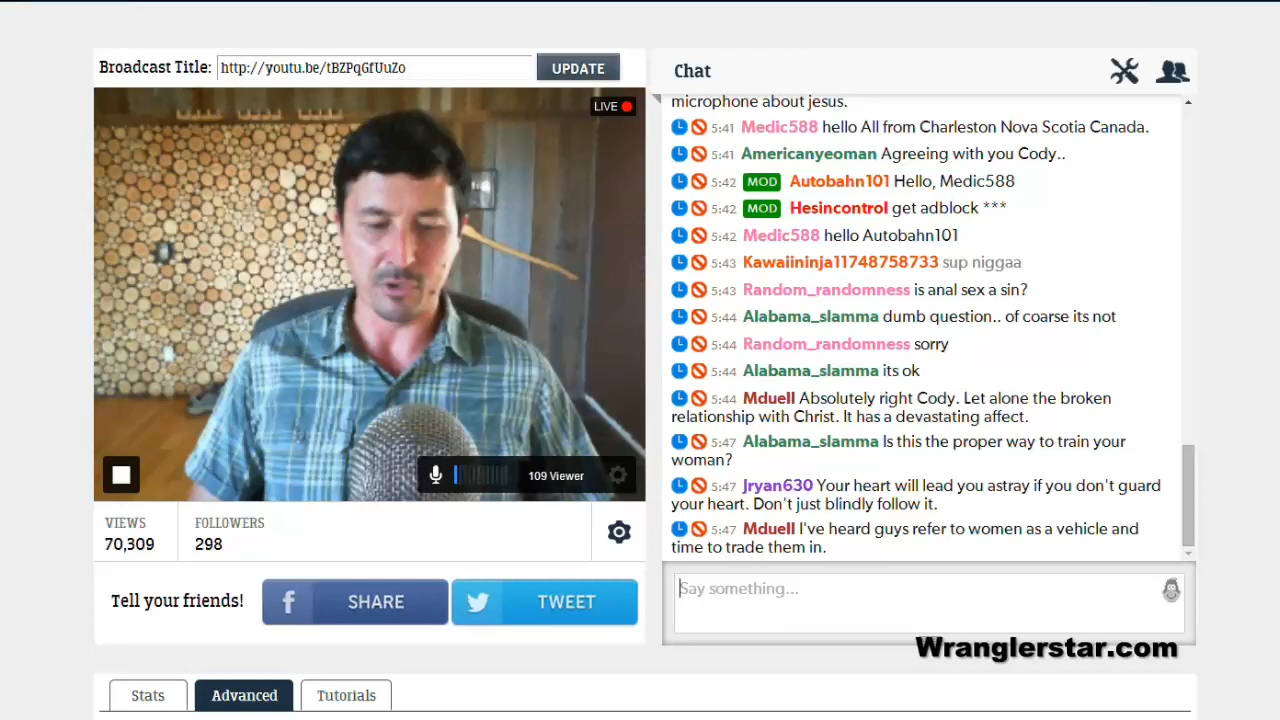 Broadcast Title: http://youtu.be/tBZPqGfUuZo UPDATE
LIVE
109 Viewer
VIEWS FOLLOWERS
70,309 298
Tell your friends! SHARE TWEET
Chat
microphone about jesus.
5:41 Medic588 hello All from Charleston Nova Scotia Canada.
5:41 Americanyeoman Agreeing with you Cody..
5:42 MOD Autobahn101 Hello, Medic588
5:42 MOD Hesincontrol get adblock ***
5:42 Medic588 hello Autobahn101
5:43 Kawaiininja11748758733 sup niggaa
5:43 Random_randomness is anal sex a sin?
5:44 Alabama_slamma dumb question.. of coarse its not
5:44 Random_randomness sorry
5:44 Alabama_slamma its ok
5:44 Mduell Absolutely right Cody. Let alone the broken
relationship with Christ. It has a devastating affect.
5:47 Alabama_slamma Is this the proper way to train your
woman?
5:47 Jryan630 Your heart will lead you astray if you don't guard
your heart. Don't just blindly follow it.
5:47 Mduell I've heard guys refer to women as a vehicle and
time to trade them in.
Say something...
Wranglerstar.com
Stats Advanced Tutorials